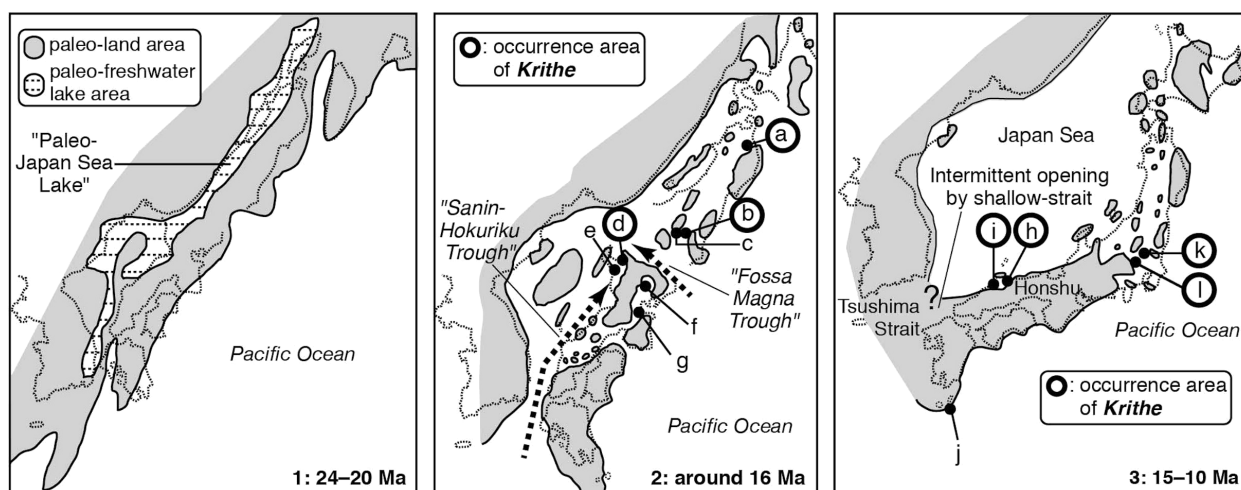 paleo-land area
paleo-freshwater
lake area
"Paleo-
Japan Sea
Lake"
Pacific Ocean
1: 24–20 Ma
: occurrence area
of Krithe
a
"Sanin-
Hokuriku
Trough"
e
d
b
c
"Fossa
Magna
Trough"
f
g
Pacific Ocean
2: around 16 Ma
Japan Sea
Intermittent opening
by shallow-strait
i
h
k
l
?
Honshu
Tsushima
Strait
Pacific Ocean
: occurrence area
of Krithe
j
3: 15–10 Ma